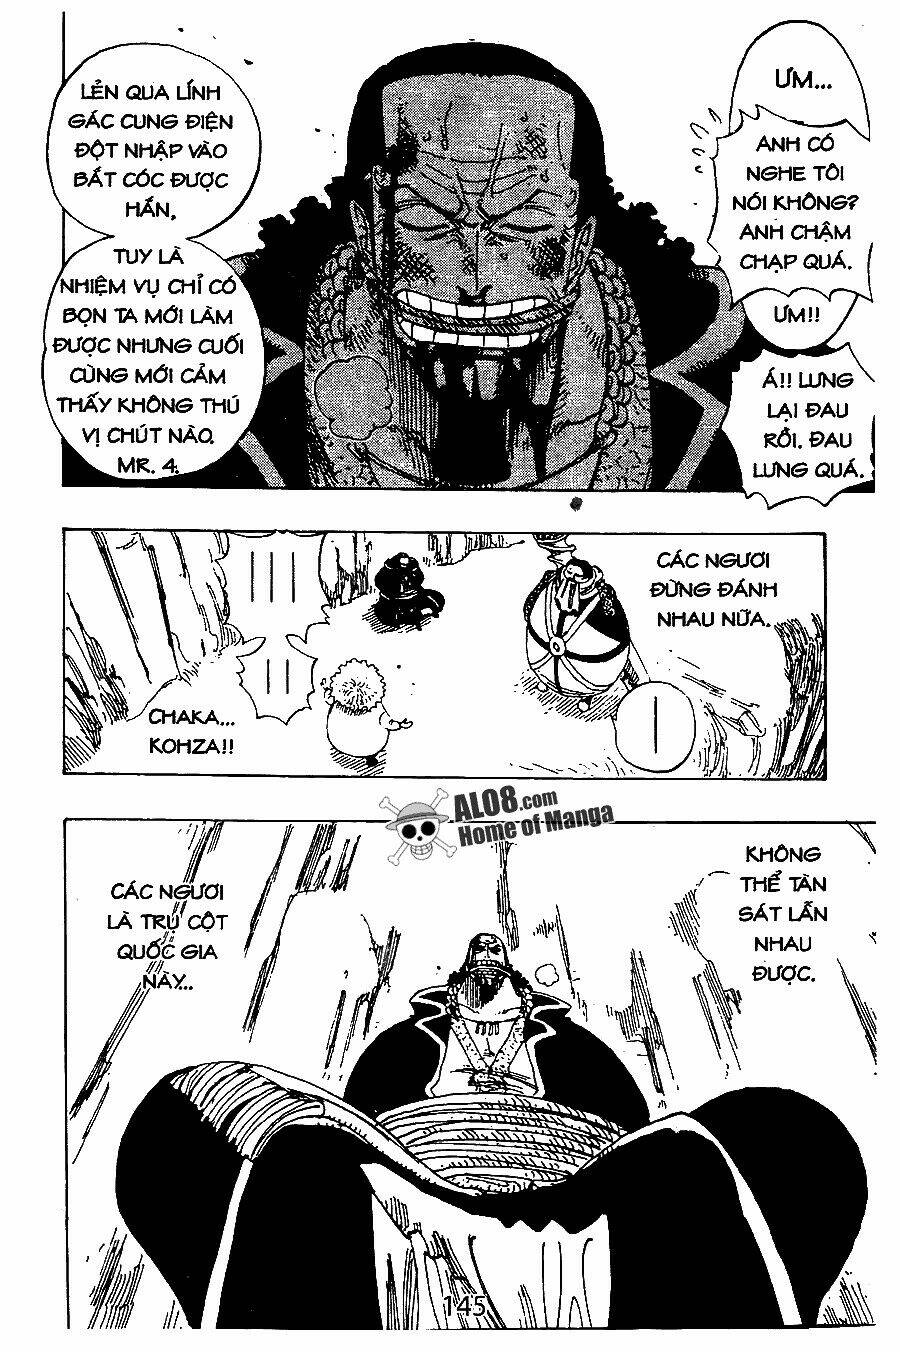 ƯM...
ANH CÓ
NGHE TÔI
NÓI KHÔNG?
ANH CHẬM
CHẠP QUÁ.
ƯM!!
Á!! LƯNG
LẠI ĐAU
RỒI. ĐAU
LƯNG QUÁ.
LẺN QUA LÍNH
GÁC CUNG ĐIỆN
ĐỘT NHẬP VÀO
BẮT CÓC ĐƯỢC
HẮN,
TUY LÀ
NHIỆM VỤ CHỈ CÓ
BỌN TA MỚI LÀM
ĐƯỢC NHƯNG CUỐI
CÙNG MỚI CẢM
THẤY KHÔNG THÚ
VỊ CHÚT NÀO.
MR. 4.
CÁC NGƯƠI
ĐỪNG ĐÁNH
NHAU NỮA.
CHAKA...
KOHZA!!
AL08.com
Home of Manga
KHÔNG
THỂ TÀN
SÁT LẪN
NHAU
ĐƯỢC.
CÁC NGƯƠI
LÀ TRỤ CỘT
QUỐC GIA
NÀY...
145